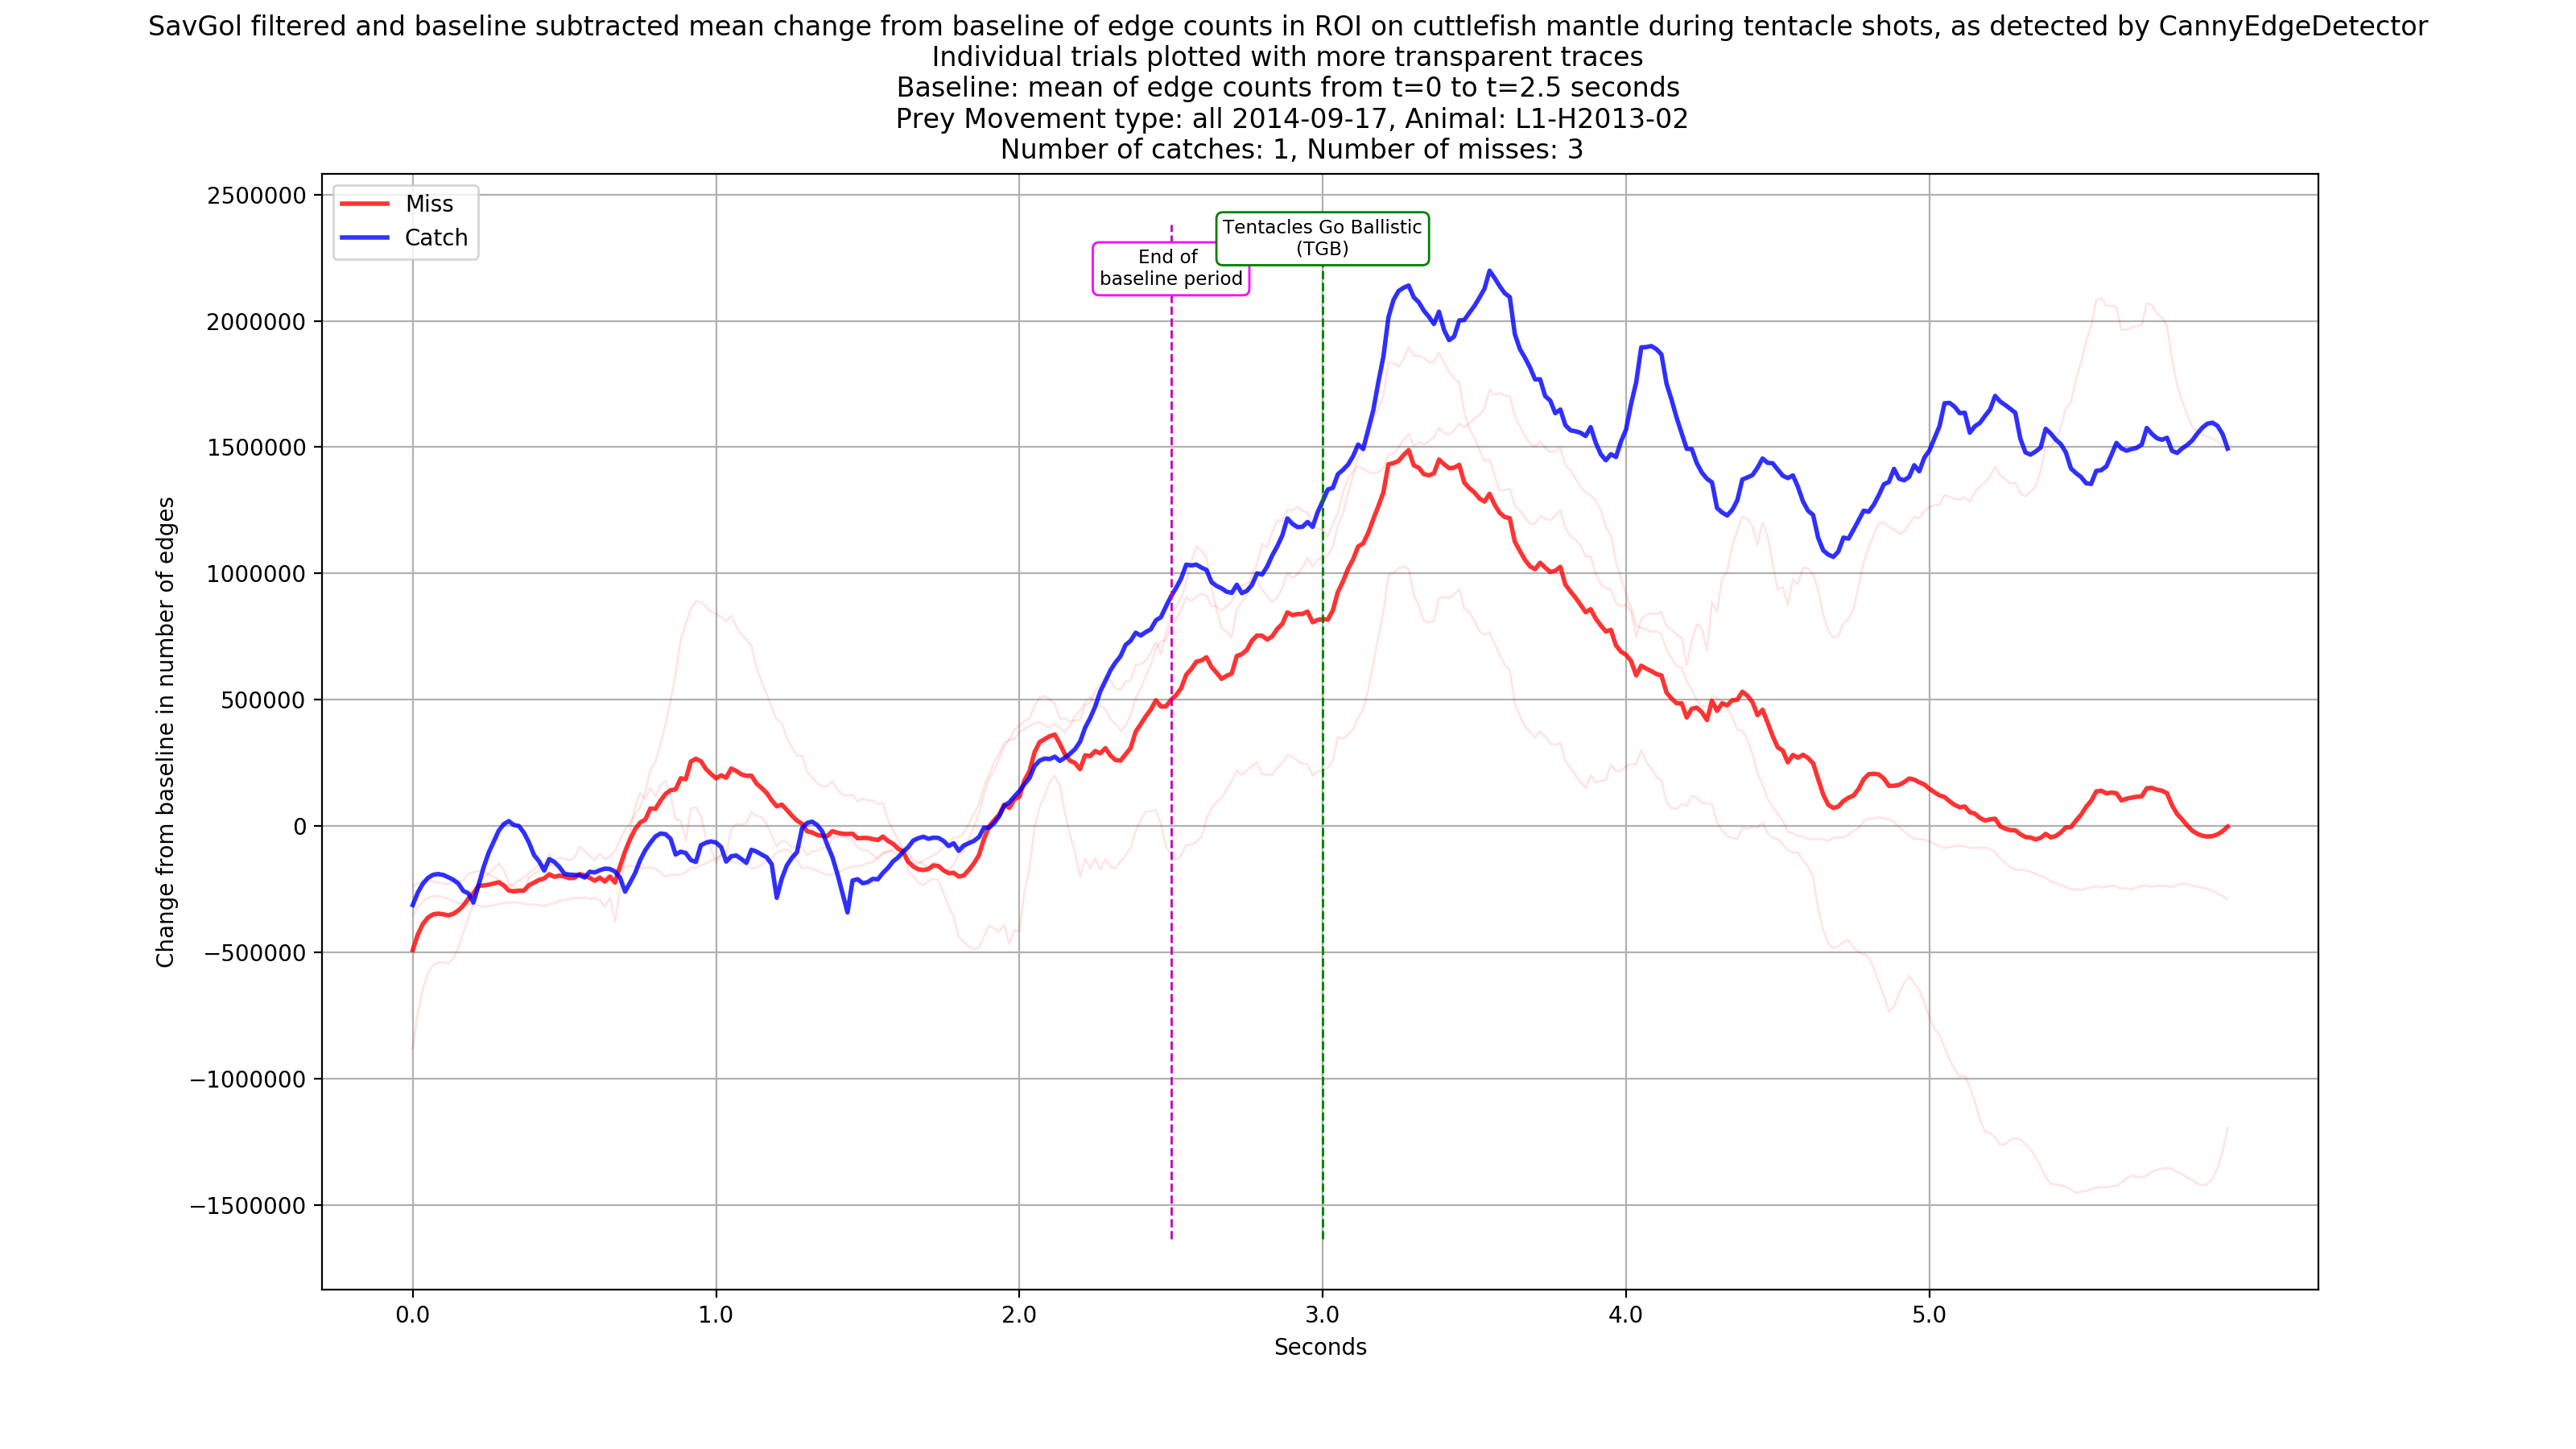 SavGol filtered and baseline subtracted mean change from baseline of edge counts in ROI on cuttlefish mantle during tentacle shots, as detected by CannyEdgeDetector
Individual trials plotted with more transparent traces
Baseline: mean of edge counts from t=0 to t=2.5 seconds
Prey Movement type: all 2014-09-17, Animal: L1-H2013-02
Number of catches: 1, Number of misses: 3
Miss
Catch
Tentacles Go Ballistic
(TGB)
End of
baseline period
2500000
2000000
1500000
1000000
500000
0
−500000
−1000000
−1500000
Change from baseline in number of edges
0.0
1.0
2.0
3.0
4.0
5.0
Seconds